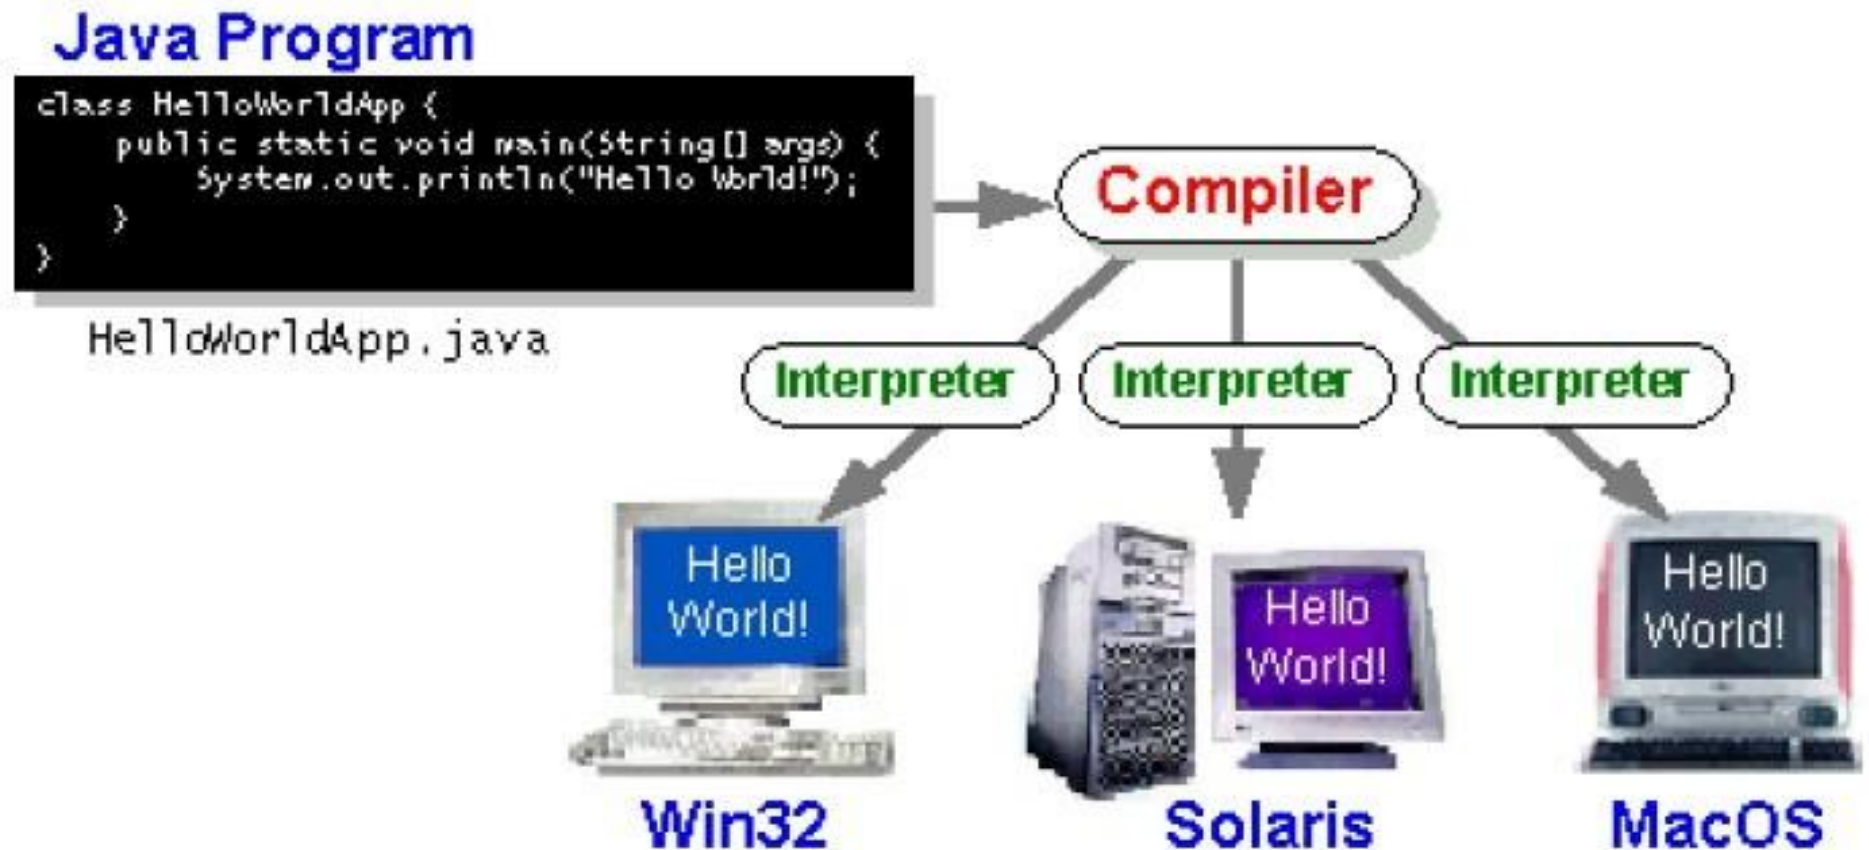 Java Program
class HelloWorldApp {
    public static void main(String[] args) {
        System.out.println("Hello World!");
    }
}
HelloWorldApp.java
Compiler
Interpreter
Interpreter
Interpreter
Hello
World!
Hello
World!
Hello
World!
Win32
Solaris
MacOS